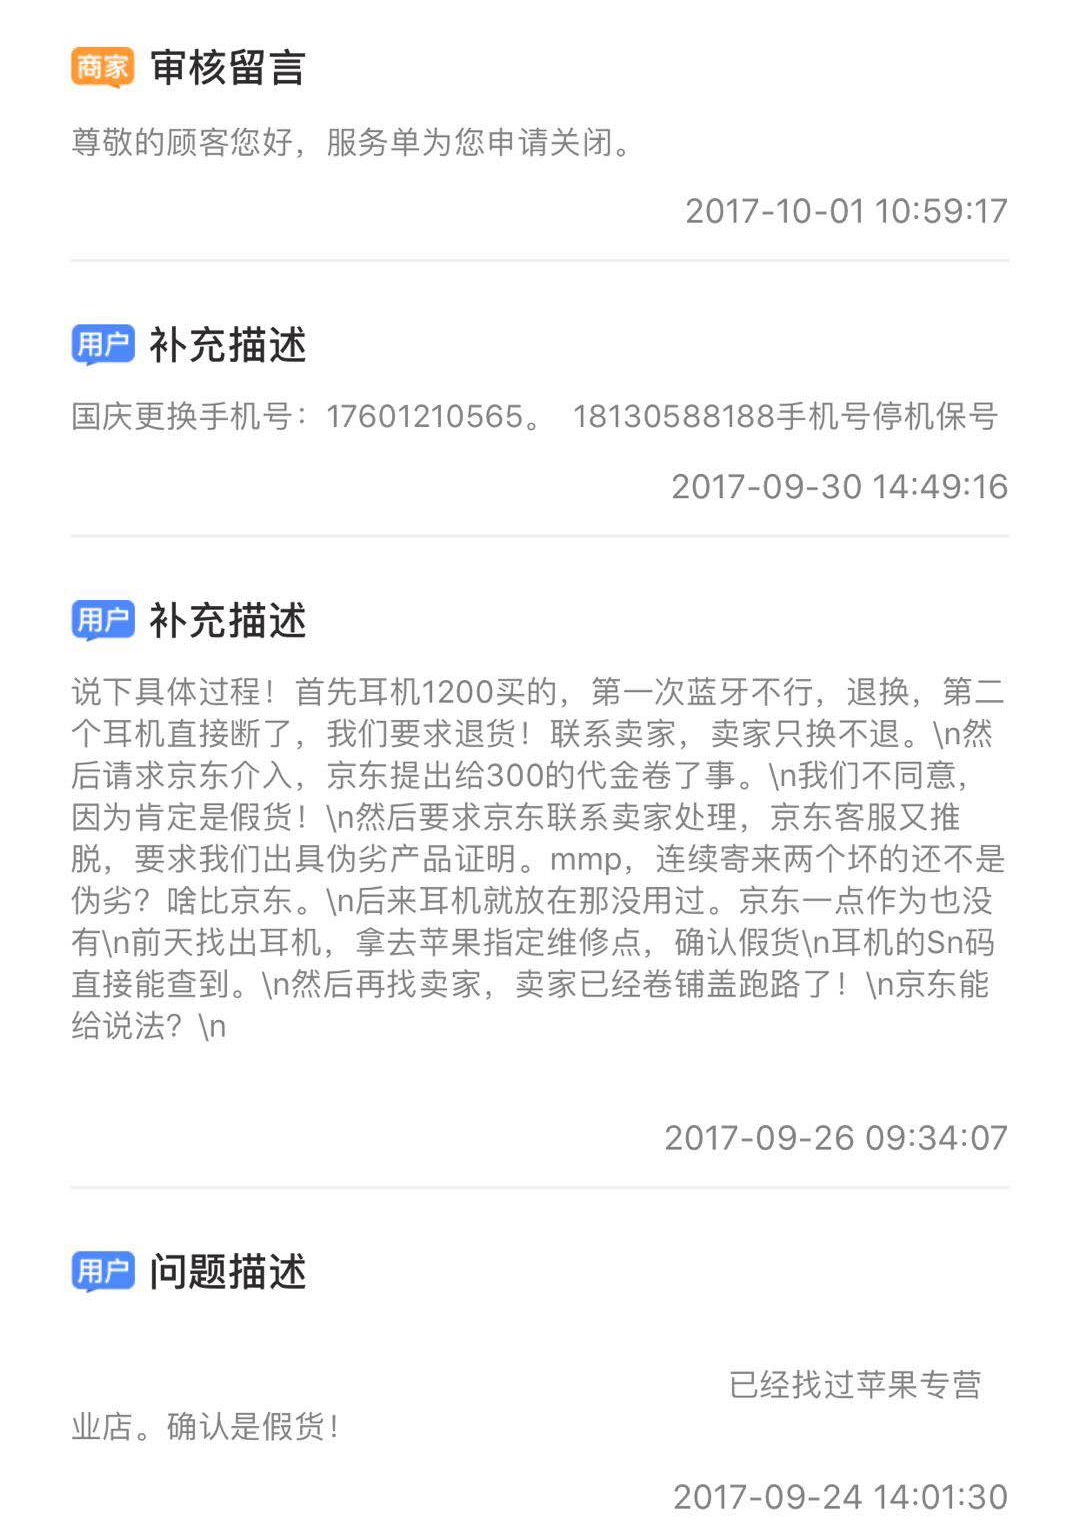 商家 审核留言
尊敬的顾客您好，服务单为您申请关闭。
2017-10-01 10:59:17
用户 补充描述
国庆更换手机号：17601210565。 18130588188手机号停机保号
2017-09-30 14:49:16
用户 补充描述
说下具体过程！首先耳机1200买的，第一次蓝牙不行，退换，第二
个耳机直接断了，我们要求退货！联系卖家，卖家只换不退。\n然
后请求京东介入，京东提出给300的代金卷了事。\n我们不同意，
因为肯定是假货！\n然后要求京东联系卖家处理，京东客服又推
脱，要求我们出具伪劣产品证明。mmp，连续寄来两个坏的还不是
伪劣？啥比京东。\n后来耳机就放在那没用过。京东一点作为也没
有\n前天找出耳机，拿去苹果指定维修点，确认假货\n耳机的Sn码
直接能查到。\n然后再找卖家，卖家已经卷铺盖跑路了！\n京东能
给说法？\n
2017-09-26 09:34:07
用户 问题描述
已经找过苹果专营
业店。确认是假货！
2017-09-24 14:01:30